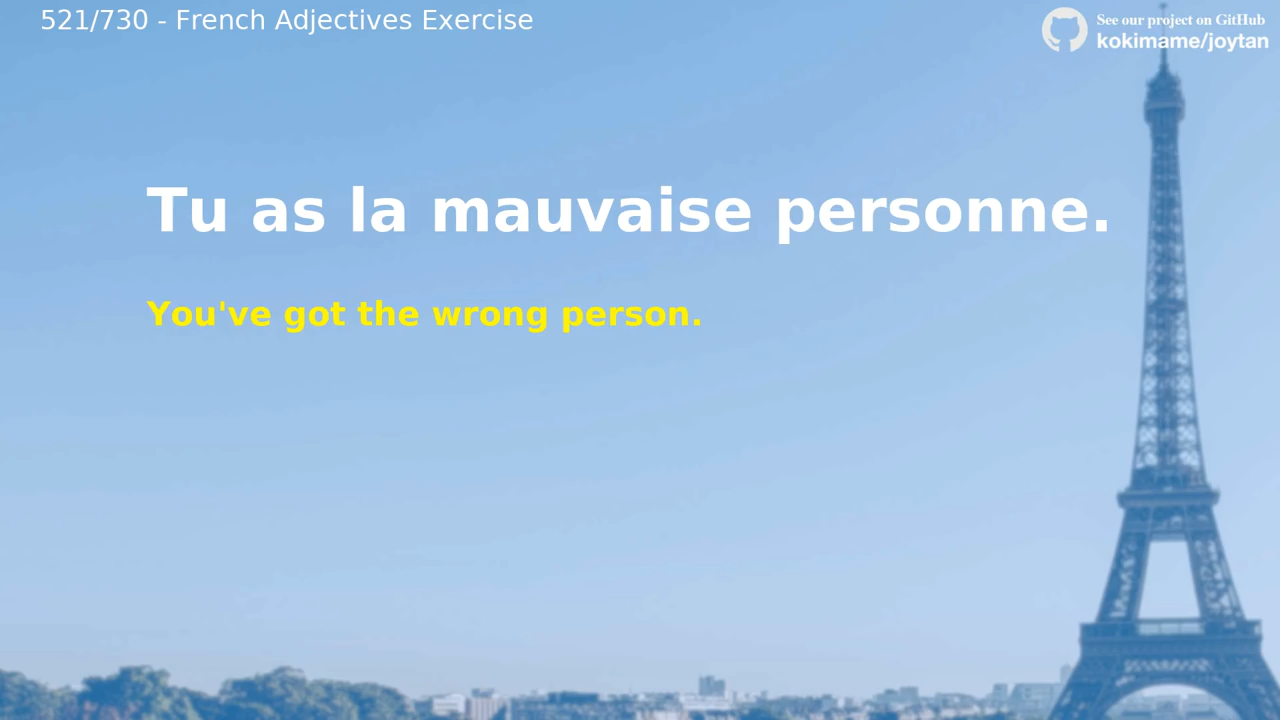 521/730 - French Adjectives Exercise
See our project on GitHub
kokimame/joytan
Tu as la mauvaise personne.
You've got the wrong person.